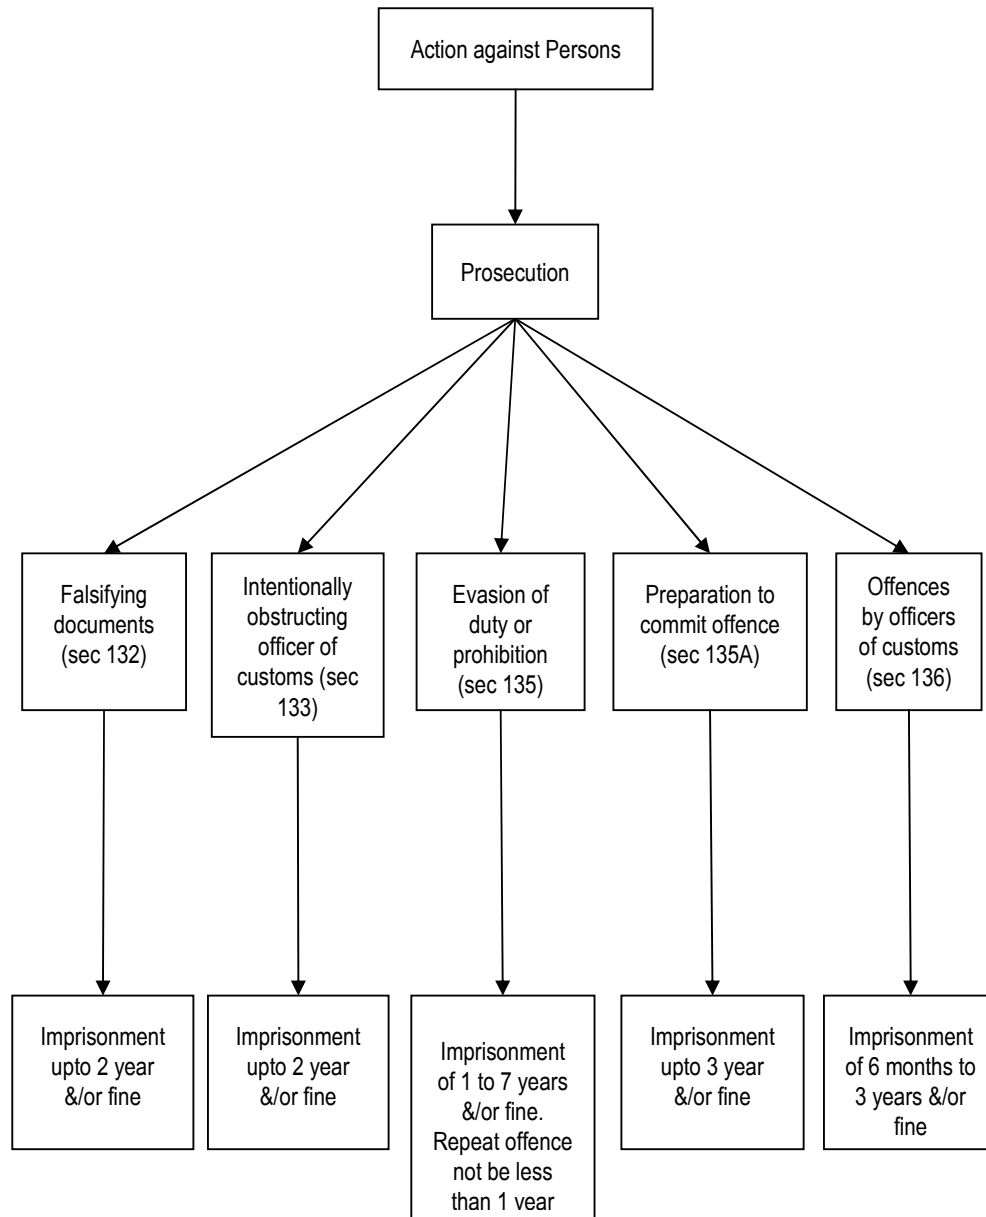 Action against Persons
Prosecution
Falsifying
documents
(sec 132)
Intentionally
obstructing
officer of
customs (sec
133)
Evasion of
duty or
prohibition
(sec 135)
Preparation to
commit offence
(sec 135A)
Offences
by officers
of customs
(sec 136)
Imprisonment
upto 2 year
&/or fine
Imprisonment
upto 2 year
&/or fine
Imprisonment
of 1 to 7 years
&/or fine.
Repeat offence
not be less
than 1 year
Imprisonment
upto 3 year
&/or fine
Imprisonment
of 6 months to
3 years &/or
fine